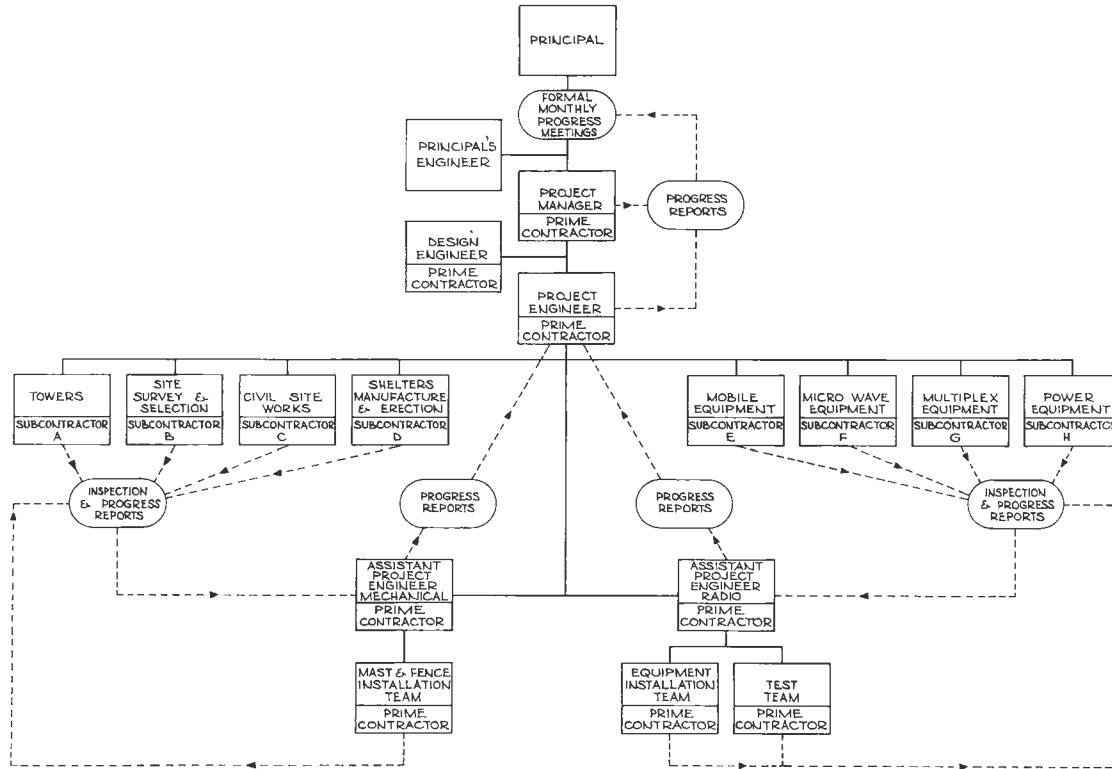 PRINCIPAL
FORMAL
MONTHLY
PROGRESS
MEETINGS
PRINCIPAL'S
ENGINEER
PROJECT
MANAGER
PRIME
CONTRACTOR
PROGRESS
REPORTS
DESIGN
ENGINEER
PRIME
CONTRACTOR
PROJECT
ENGINEER
PRIME
CONTRACTOR
TOWERS
SUBCONTRACTOR
A
SITE
SURVEY &
SELECTION
SUBCONTRACTOR
B
CIVIL SITE
WORKS
SUBCONTRACTOR
C
SHELTERS
MANUFACTURE
& ERECTION
SUBCONTRACTOR
D
MOBILE
EQUIPMENT
SUBCONTRACTOR
E
MICRO WAVE
EQUIPMENT
SUBCONTRACTOR
F
MULTIPLEX
EQUIPMENT
SUBCONTRACTOR
G
POWER
EQUIPMENT
SUBCONTRACTOR
H
INSPECTION
& PROGRESS
REPORTS
PROGRESS
REPORTS
PROGRESS
REPORTS
INSPECTION
& PROGRESS
REPORTS
ASSISTANT
PROJECT
ENGINEER
MECHANICAL
PRIME
CONTRACTOR
ASSISTANT
PROJECT
ENGINEER
RADIO
PRIME
CONTRACTOR
MAST & FENCE
INSTALLATION
TEAM
PRIME
CONTRACTOR
EQUIPMENT
INSTALLATION
TEAM
PRIME
CONTRACTOR
TEST
TEAM
PRIME
CONTRACTOR